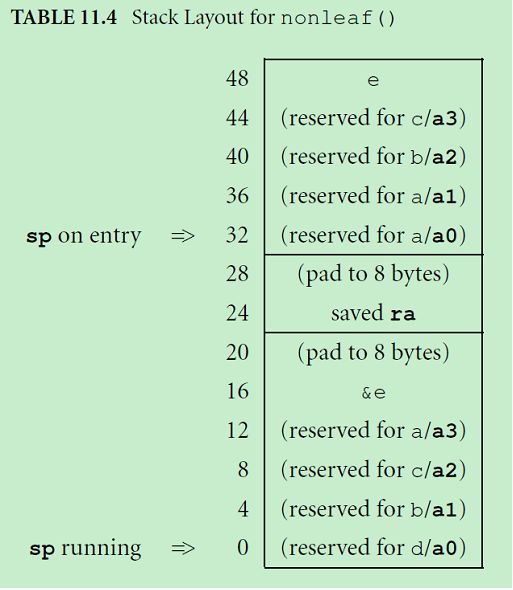 TABLE 11.4 Stack Layout for nonleaf()
48 e
44 (reserved for c/a3)
40 (reserved for b/a2)
36 (reserved for a/a1)
sp on entry ⇒ 32 (reserved for a/a0)
28 (pad to 8 bytes)
24 saved ra
20 (pad to 8 bytes)
16 &e
12 (reserved for a/a3)
8 (reserved for c/a2)
4 (reserved for b/a1)
sp running ⇒ 0 (reserved for d/a0)